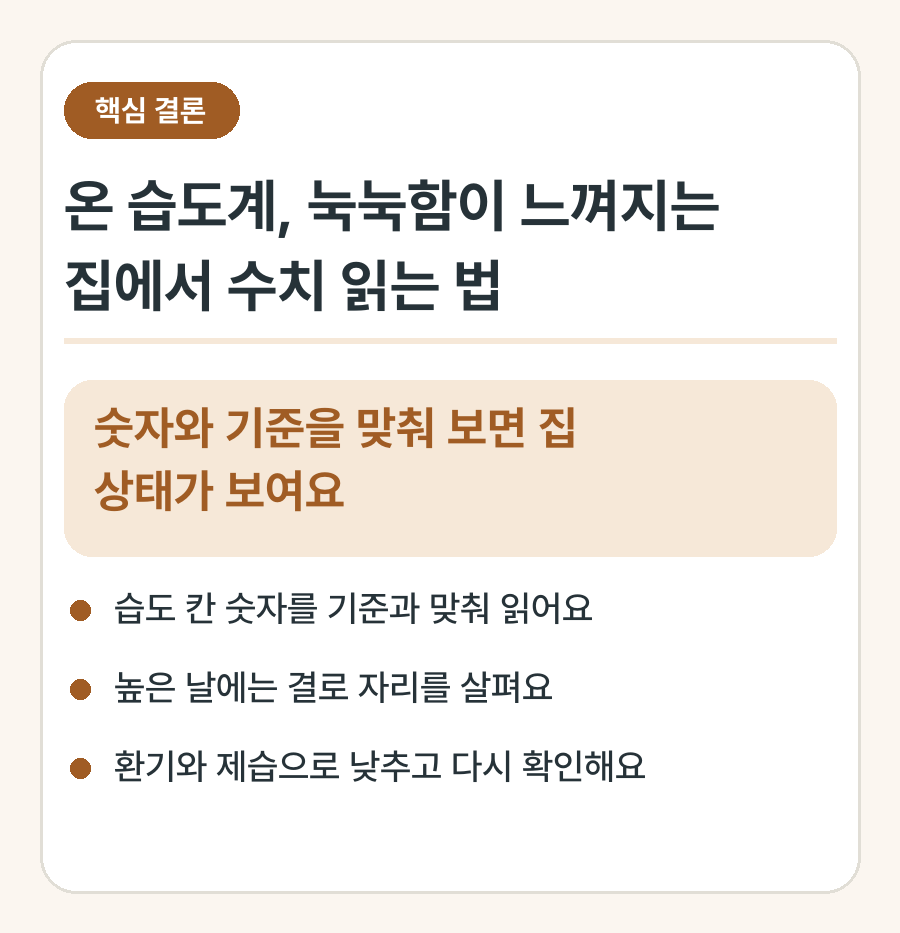 핵심 결론
온 습도계, 눅눅함이 느껴지는
집에서 수치 읽는 법
숫자와 기준을 맞춰 보면 집
상태가 보여요
습도 칸 숫자를 기준과 맞춰 읽어요
높은 날에는 결로 자리를 살펴요
환기와 제습으로 낮추고 다시 확인해요